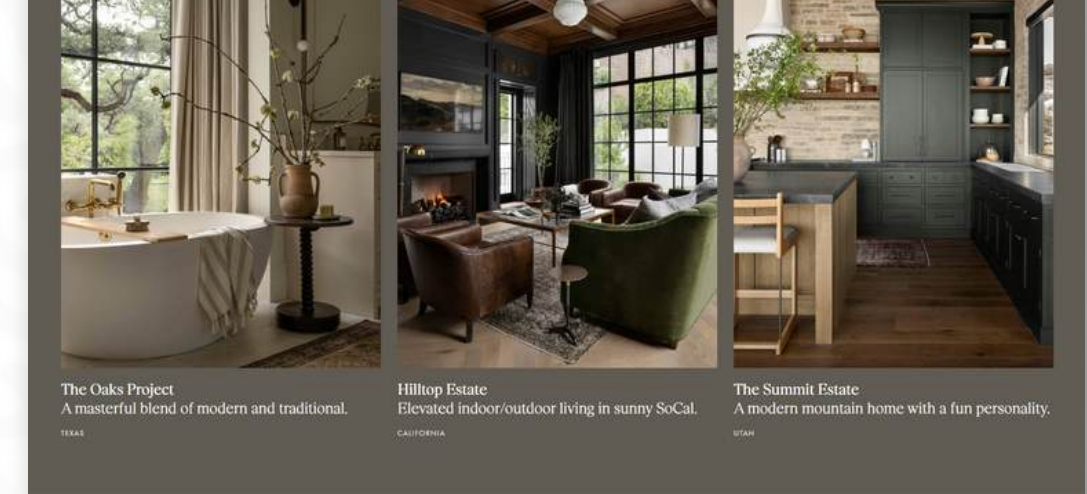 The Oaks Project
A masterful blend of modern and traditional.
TEXAS
Hilltop Estate
Elevated indoor/outdoor living in sunny SoCal.
CALIFORNIA
The Summit Estate
A modern mountain home with a fun personality.
UTAH